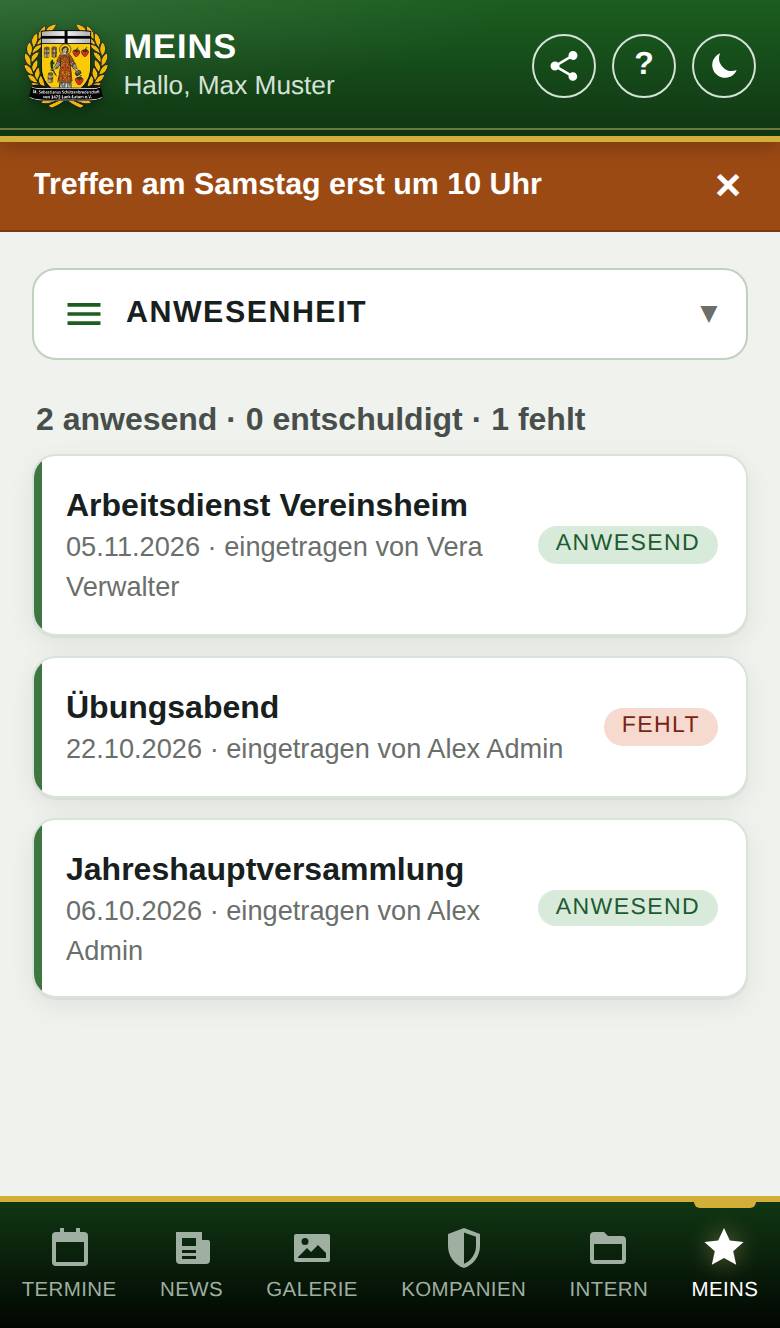 MEINS
Hallo, Max Muster
?
Treffen am Samstag erst um 10 Uhr
×
ANWESENHEIT
2 anwesend · 0 entschuldigt · 1 fehlt
Arbeitsdienst Vereinsheim
05.11.2026 · eingetragen von Vera
Verwalter
ANWESEND
Übungsabend
22.10.2026 · eingetragen von Alex Admin
FEHLT
Jahreshauptversammlung
06.10.2026 · eingetragen von Alex
Admin
ANWESEND
TERMINE
NEWS
GALERIE
KOMPANIEN
INTERN
MEINS